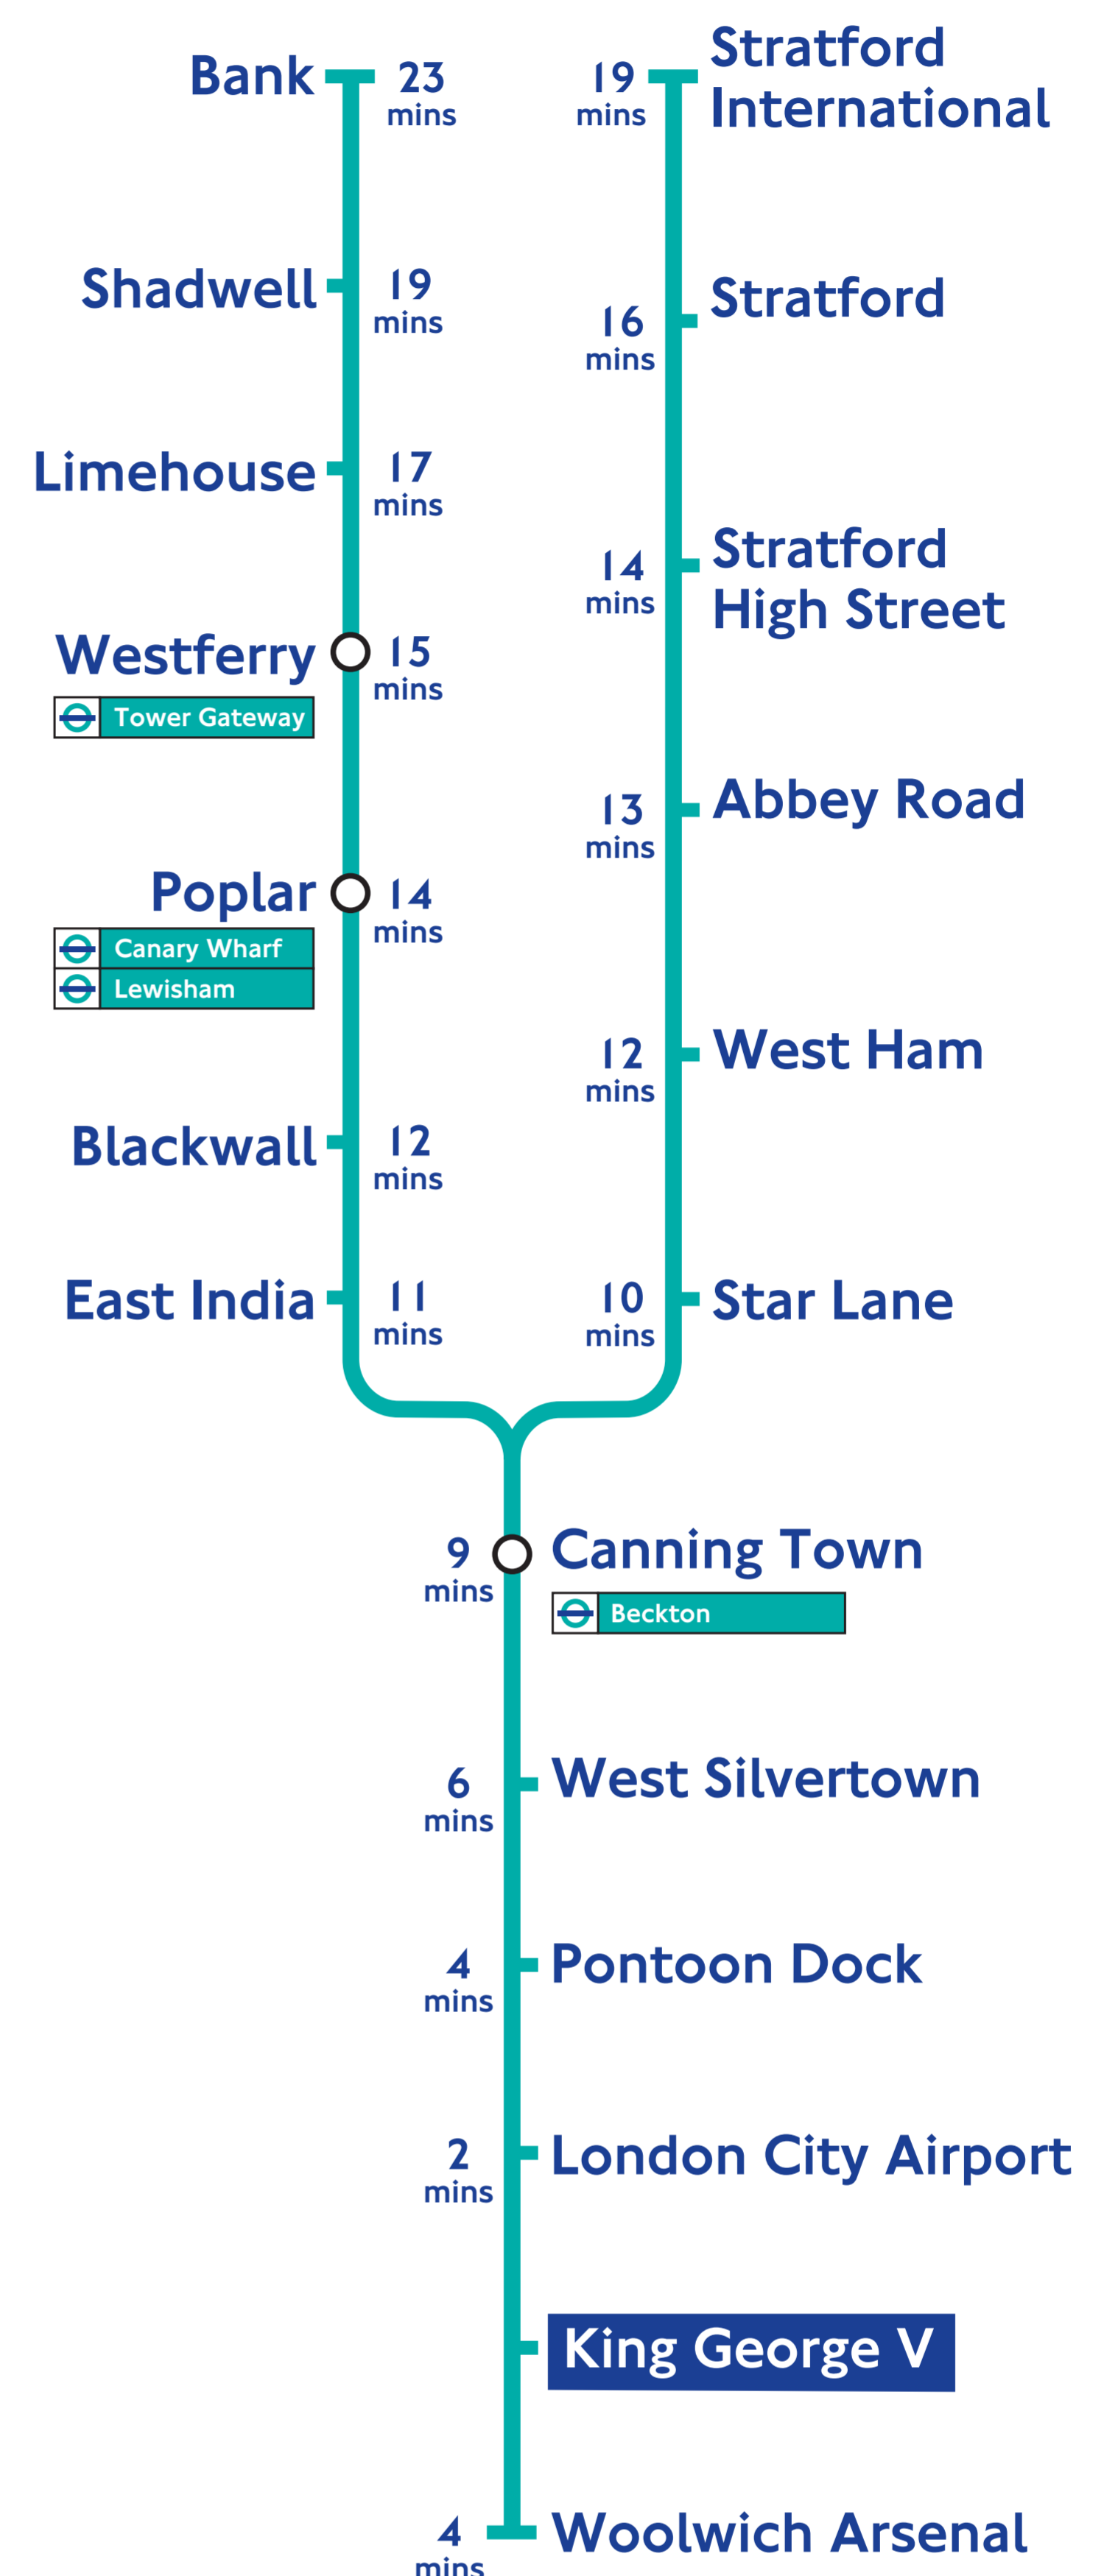 Bank
23
mins
Shadwell
19
mins
Limehouse
17
mins
Westferry
15
mins
Tower Gateway
Poplar
14
mins
Canary Wharf
Lewisham
Blackwall
12
mins
East India
11
mins
19
mins
Stratford
International
16
mins
Stratford
14
mins
Stratford
High Street
13
mins
Abbey Road
12
mins
West Ham
10
mins
Star Lane
9
mins
Canning Town
Beckton
6
mins
West Silvertown
4
mins
Pontoon Dock
2
mins
London City Airport
King George V
4
mins
Woolwich Arsenal